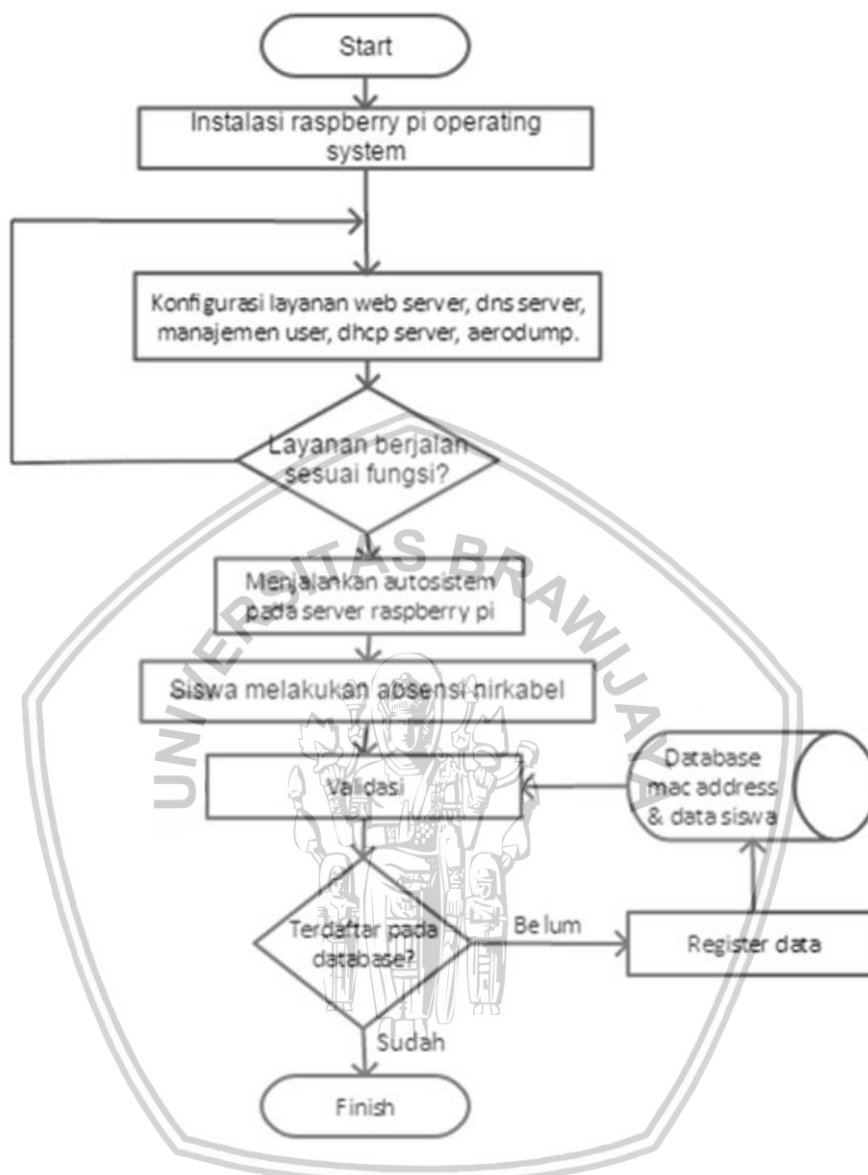 Start
Instalasi raspberry pi operating
system
Konfigurasi layanan web server, dns server,
manajemen user, dhcp server, aerodump.
Layanan berjalan
sesuai fungsi?
UNIVERSITAS BRAWIJAYA
Menjalankan autosistem
pada server raspberry pi
Siswa melakukan absensi nirkabel
Validasi
Database
mac address
& data siswa
Terdaftar pada
database?
Belum
Register data
Sudah
Finish